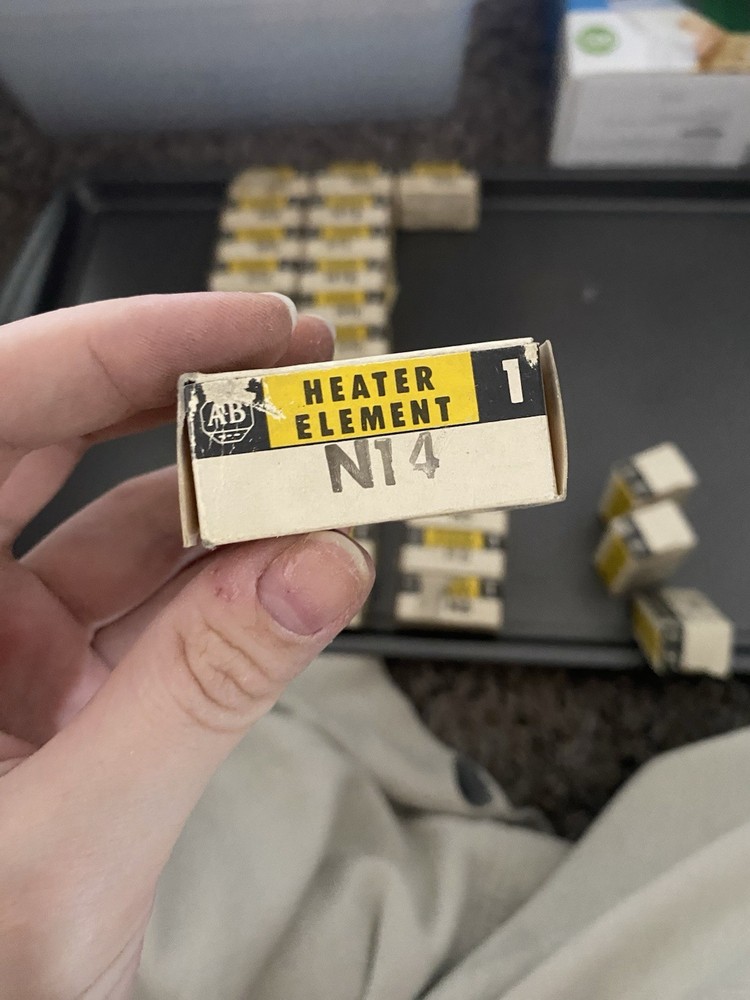 AB
HEATER
ELEMENT
1
N14